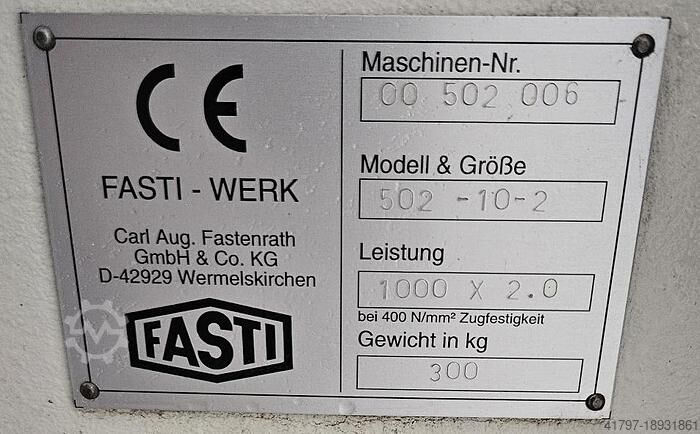 CE
FASTI - WERK
Carl Aug. Fastenrath
GmbH & Co. KG
D-42929 Wermelskirchen
FASTI
Maschinen-Nr.
00 502 006
Modell & Größe
502 -10-2
Leistung
1000 X 2.0
bei 400 N/mm² Zugfestigkeit
Gewicht in kg
300
41797-18931861